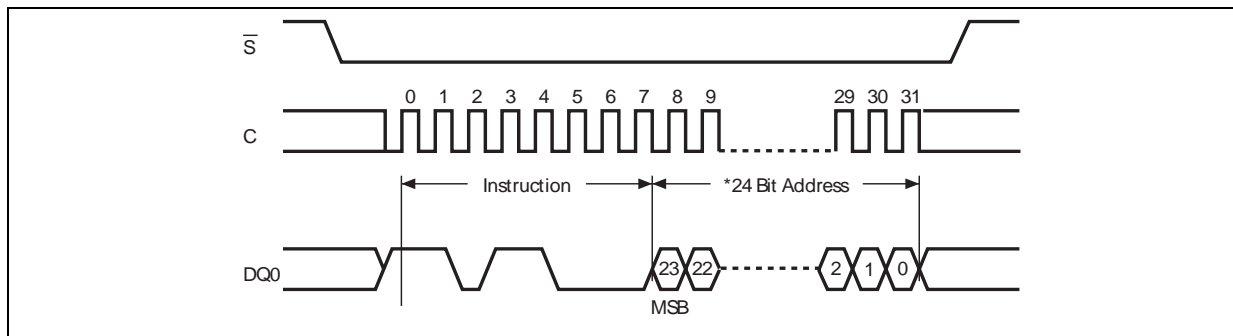 S
0 1 2 3 4 5 6 7 8 9 29 30 31
C
Instruction *24 Bit Address
DQ0 23 22 2 1 0
MSB